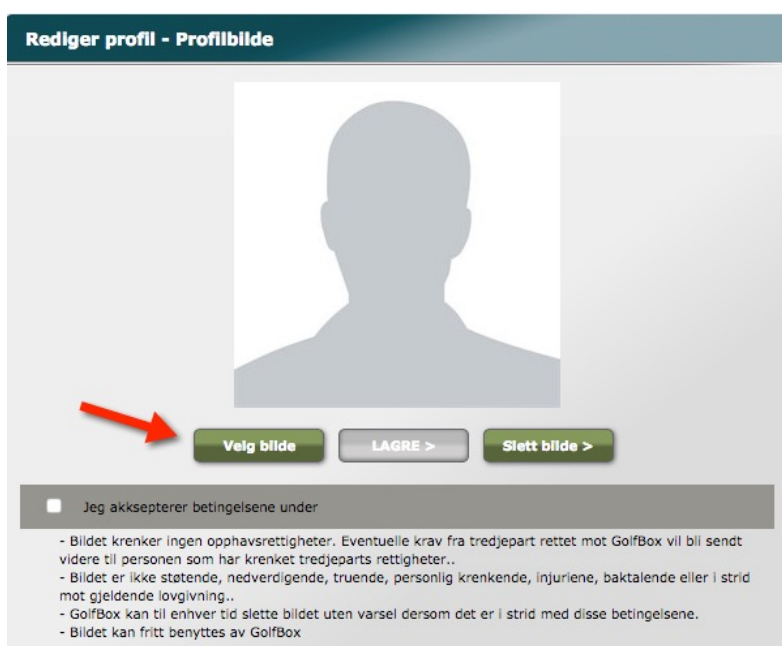 Rediger profil - Profilbilde
Velg bilde
LAGRE >
Slett bilde >
Jeg akksepterer betingelsene under
- Bildet krenker ingen opphavsrettigheter. Eventuelle krav fra tredjepart rettet mot GolfBox vil bli sendt
videre til personen som har krenket tredjeparts rettigheter..
- Bildet er ikke støtende, nedverdigende, truende, personlig krenkende, injuriene, baktalende eller i strid
mot gjeldende lovgivning..
- GolfBox kan til enhver tid slette bildet uten varsel dersom det er i strid med disse betingelsene.
- Bildet kan fritt benyttes av GolfBox